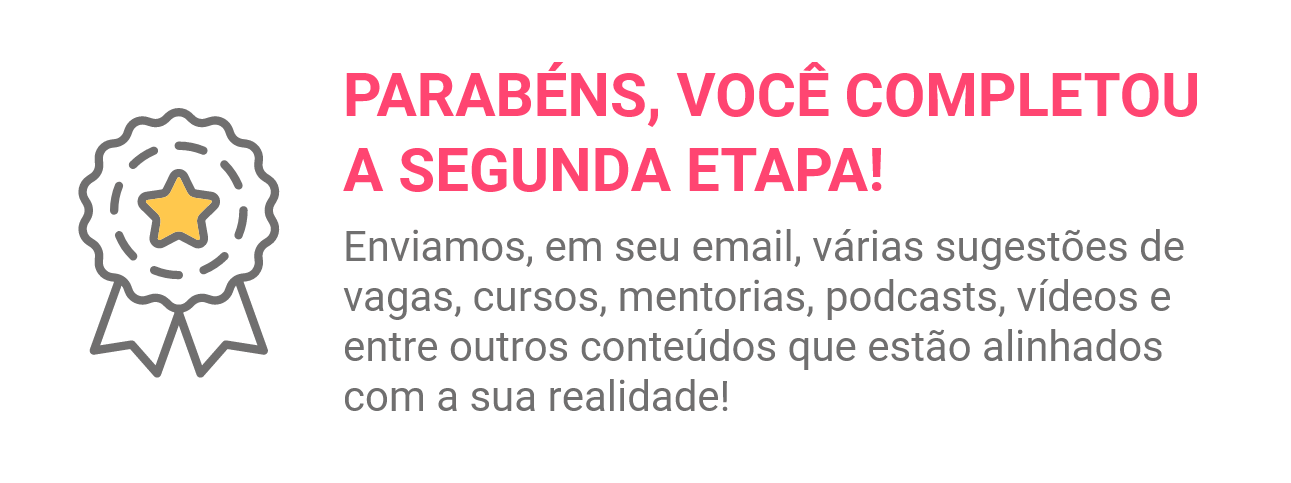 PARABÉNS, VOCÊ COMPLETOU
A SEGUNDA ETAPA!
Enviamos, em seu email, várias sugestões de
vagas, cursos, mentorias, podcasts, vídeos e
entre outros conteúdos que estão alinhados
com a sua realidade!